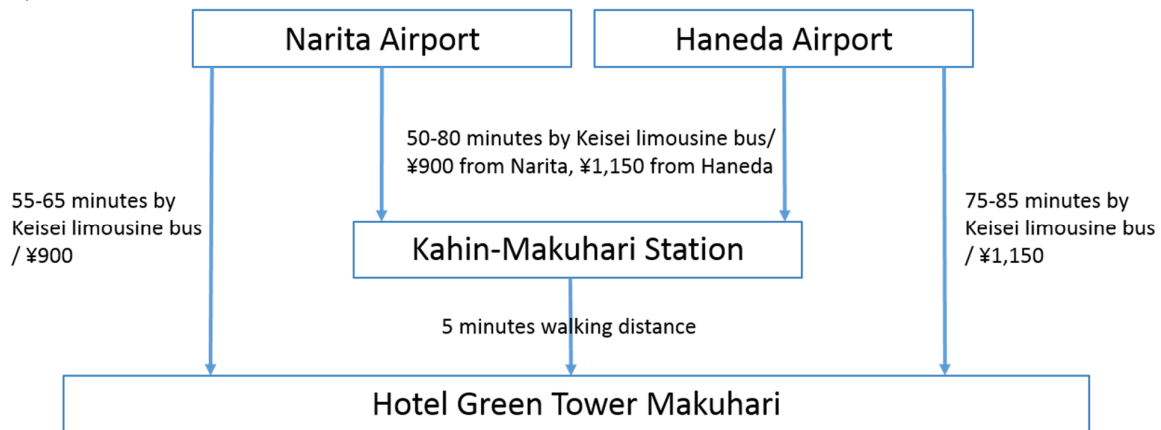 Narita Airport
Haneda Airport
50-80 minutes by Keisei limousine bus/
¥900 from Narita, ¥1,150 from Haneda
55-65 minutes by
Keisei limousine bus
/ ¥900
75-85 minutes by
Keisei limousine bus
/ ¥1,150
Kahin-Makuhari Station
5 minutes walking distance
Hotel Green Tower Makuhari